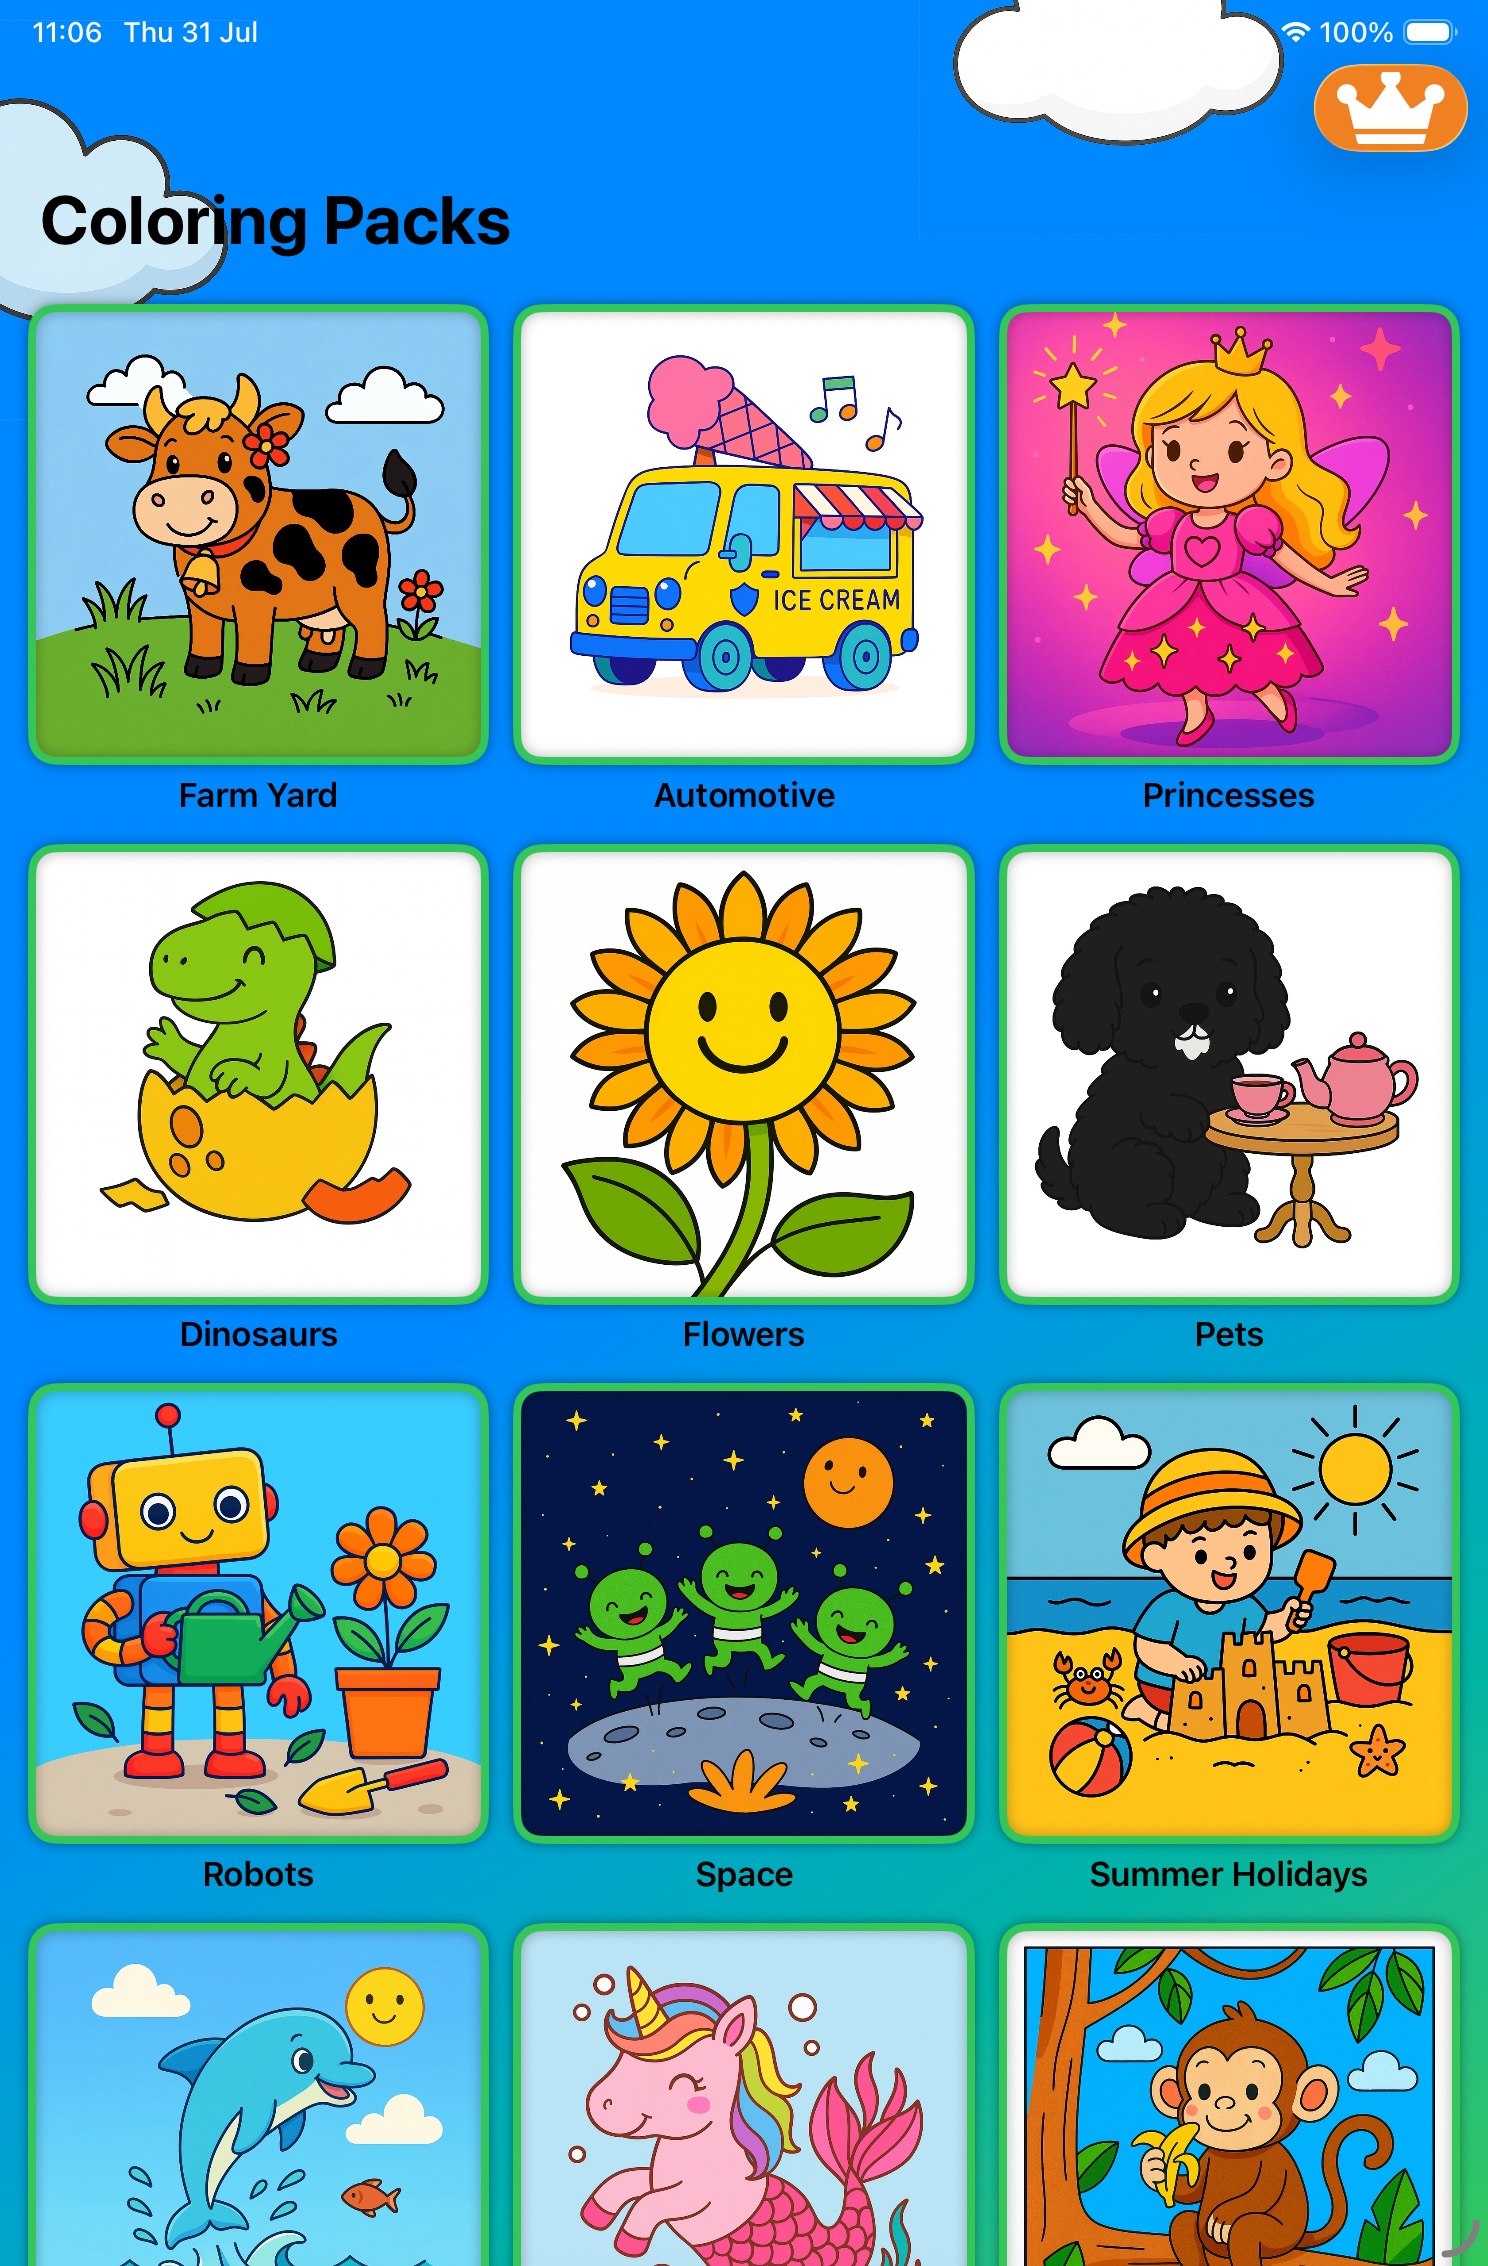 11:06 Thu 31 Jul 100%
Coloring Packs
ICE CREAM
Farm Yard Automotive Princesses
Dinosaurs Flowers Pets
Robots Space Summer Holidays